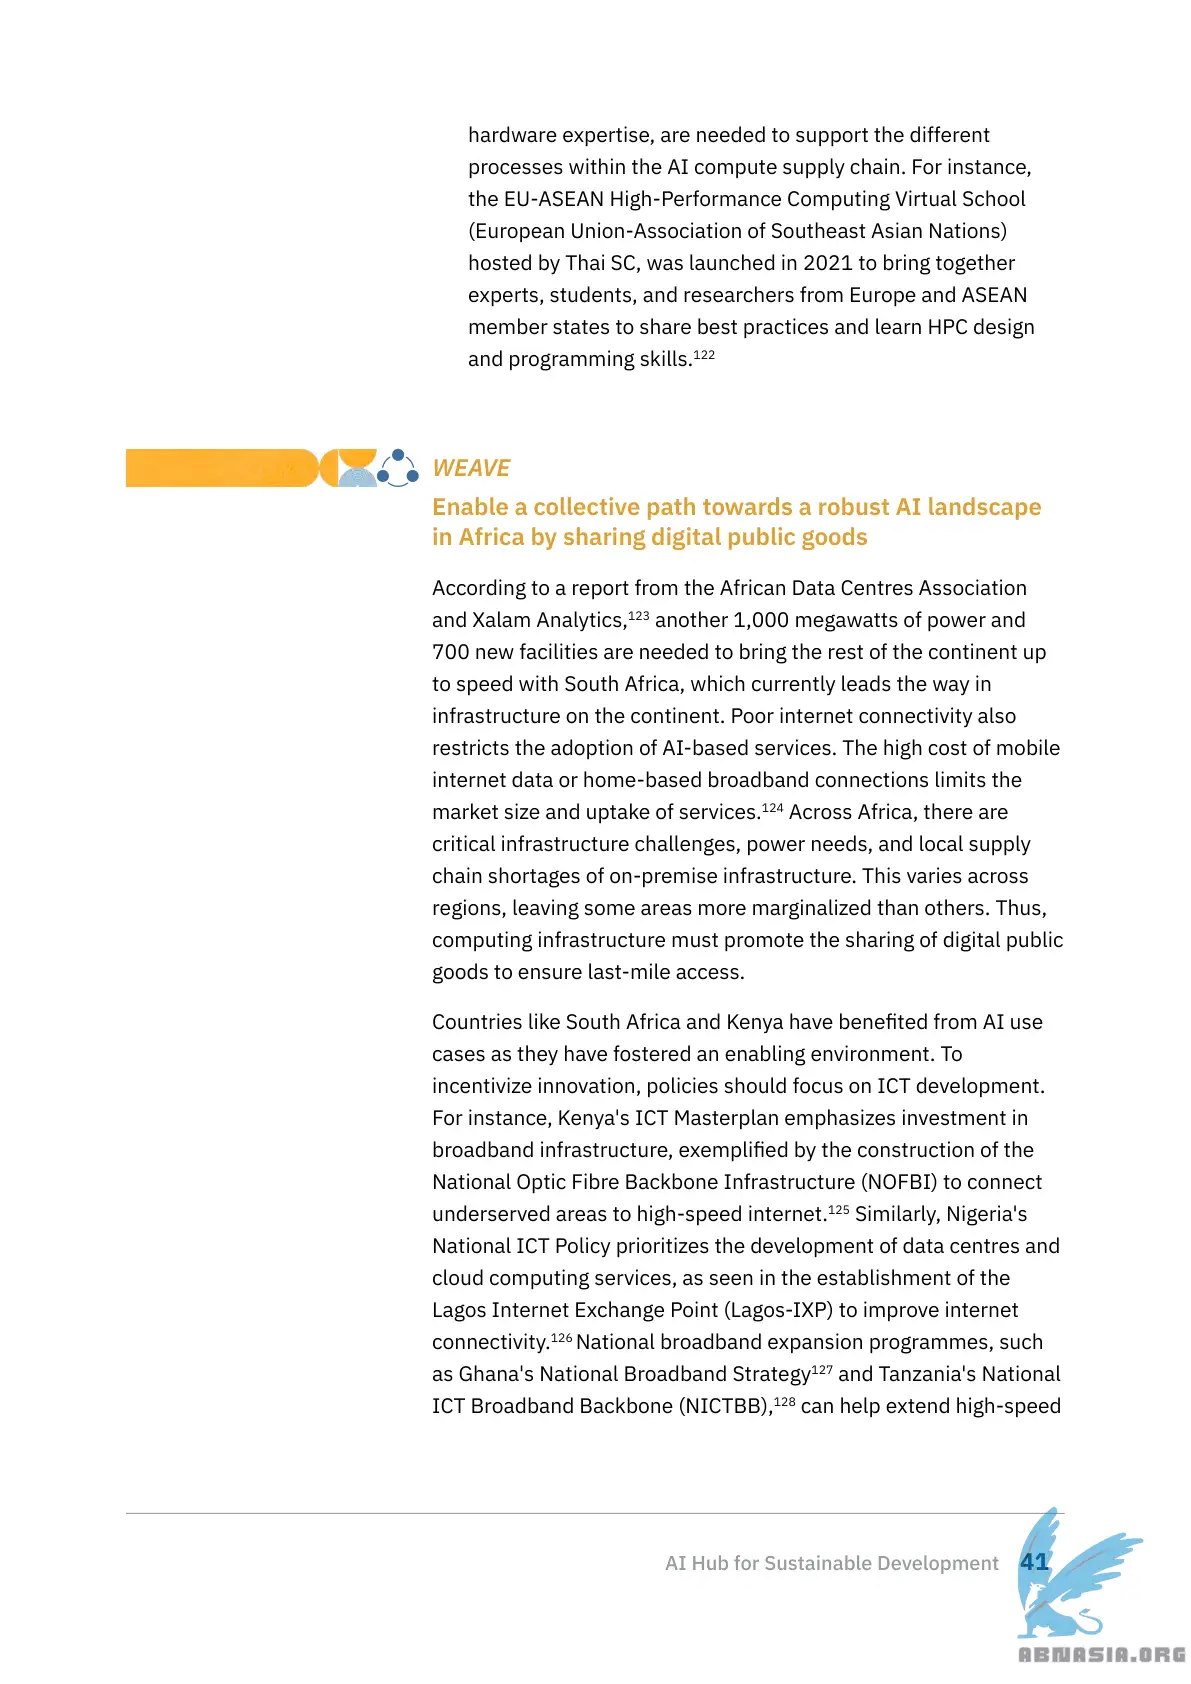 hardware expertise, are needed to support the different
processes within the AI compute supply chain. For instance,
the EU-ASEAN High-Performance Computing Virtual School
(European Union-Association of Southeast Asian Nations)
hosted by Thai SC, was launched in 2021 to bring together
experts, students, and researchers from Europe and ASEAN
member states to share best practices and learn HPC design
and programming skills.122
WEAVE
Enable a collective path towards a robust AI landscape
in Africa by sharing digital public goods
According to a report from the African Data Centres Association
and Xalam Analytics,123 another 1,000 megawatts of power and
700 new facilities are needed to bring the rest of the continent up
to speed with South Africa, which currently leads the way in
infrastructure on the continent. Poor internet connectivity also
restricts the adoption of AI-based services. The high cost of mobile
internet data or home-based broadband connections limits the
market size and uptake of services.124 Across Africa, there are
critical infrastructure challenges, power needs, and local supply
chain shortages of on-premise infrastructure. This varies across
regions, leaving some areas more marginalized than others. Thus,
computing infrastructure must promote the sharing of digital public
goods to ensure last-mile access.
Countries like South Africa and Kenya have benefited from AI use
cases as they have fostered an enabling environment. To
incentivize innovation, policies should focus on ICT development.
For instance, Kenya's ICT Masterplan emphasizes investment in
broadband infrastructure, exemplified by the construction of the
National Optic Fibre Backbone Infrastructure (NOFBI) to connect
underserved areas to high-speed internet.125 Similarly, Nigeria's
National ICT Policy prioritizes the development of data centres and
cloud computing services, as seen in the establishment of the
Lagos Internet Exchange Point (Lagos-IXP) to improve internet
connectivity.126 National broadband expansion programmes, such
as Ghana's National Broadband Strategy127 and Tanzania's National
ICT Broadband Backbone (NICTBB),128 can help extend high-speed
AI Hub for Sustainable Development 41
ABNASIA.ORG